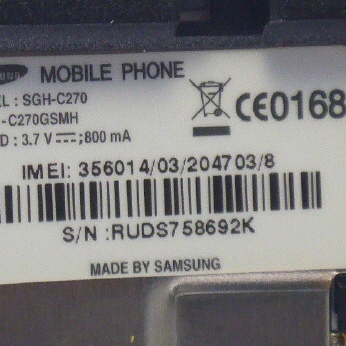 SUNG MOBILE PHONE
EL : SGH-C270
-C270GSMH
D : 3.7 V ⎓;800 mA
CE0168
IMEI: 356014/03/204703/8
S/N :RUDS758692K
MADE BY SAMSUNG